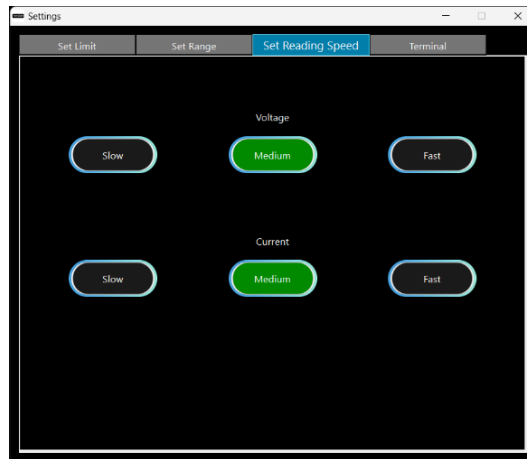 Settings
Set Limit Set Range Set Reading Speed Terminal
Voltage
Slow Medium Fast
Current
Slow Medium Fast